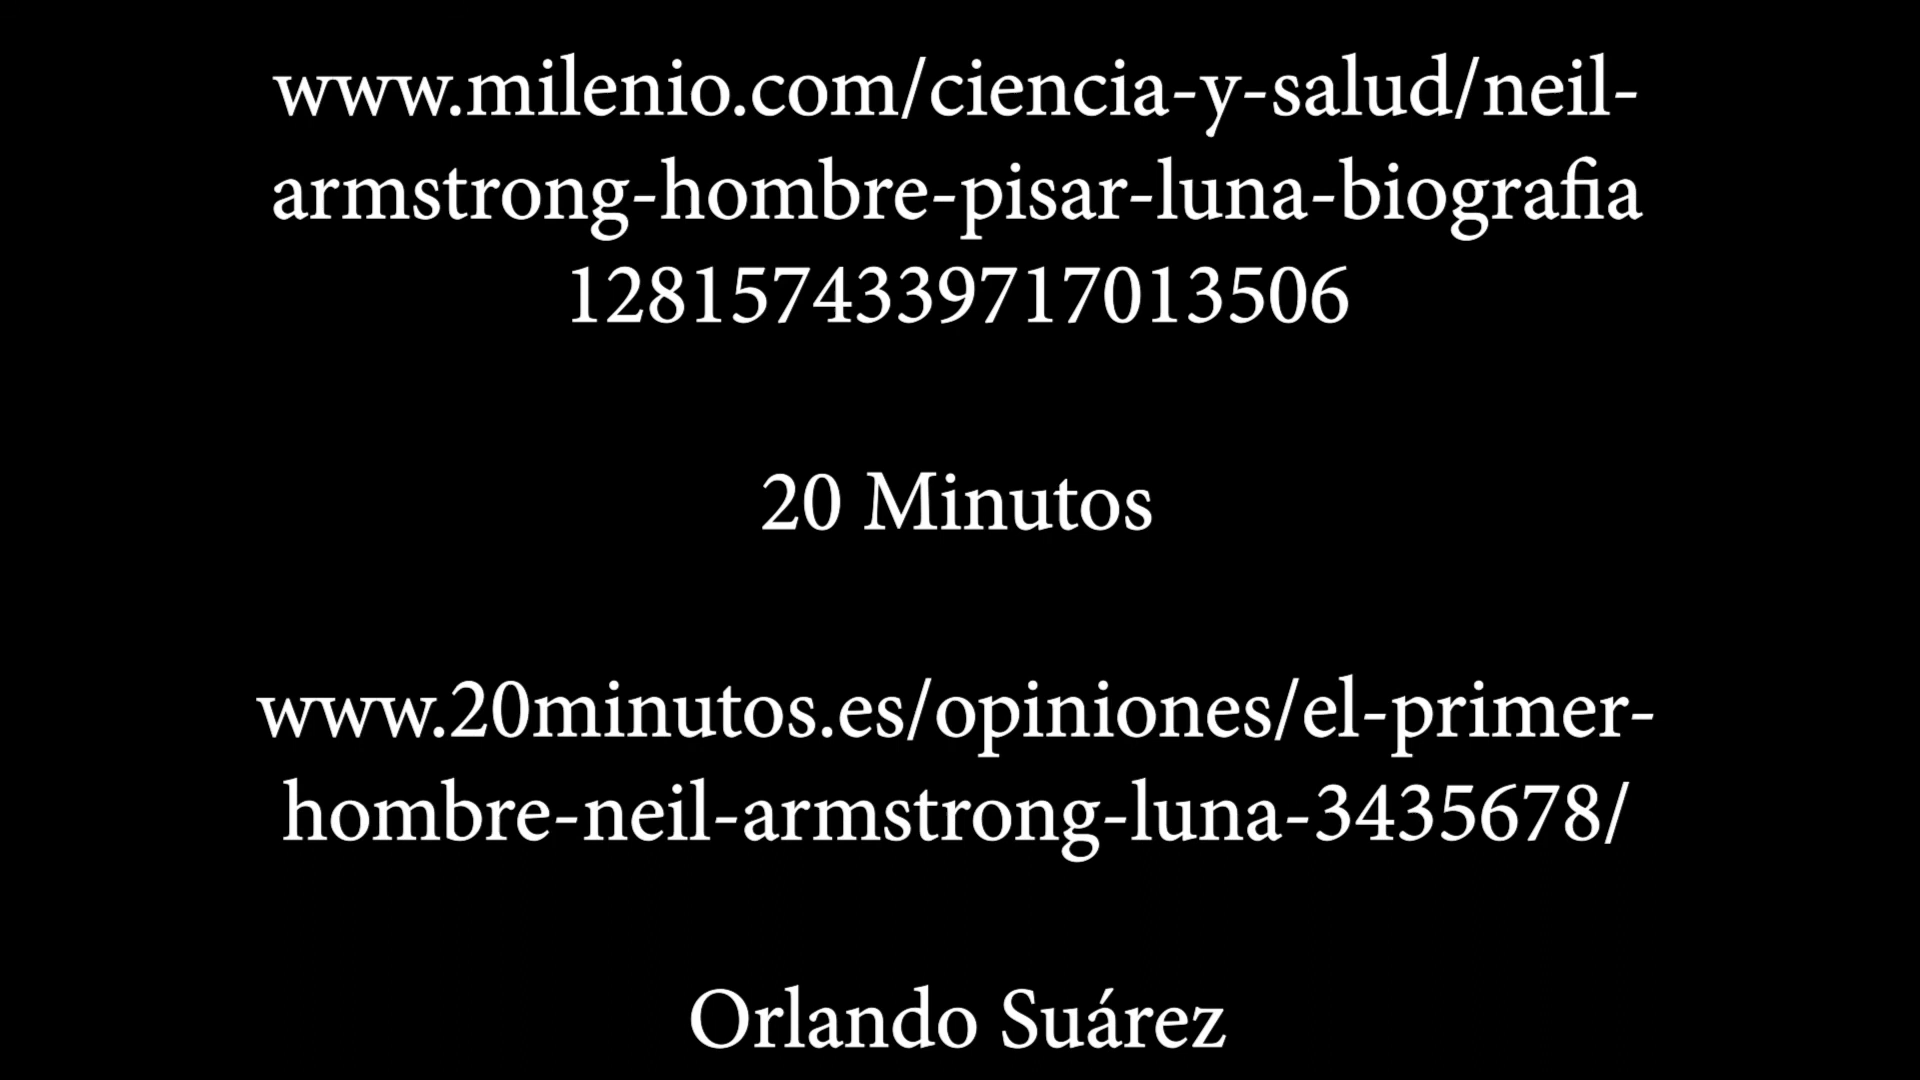 www.milenio.com/ciencia-y-salud/neil-
armstrong-hombre-pisar-luna-biografia
1281574339717013506
20 Minutos
www.20minutos.es/opiniones/el-primer-
hombre-neil-armstrong-luna-3435678/
Orlando Suárez